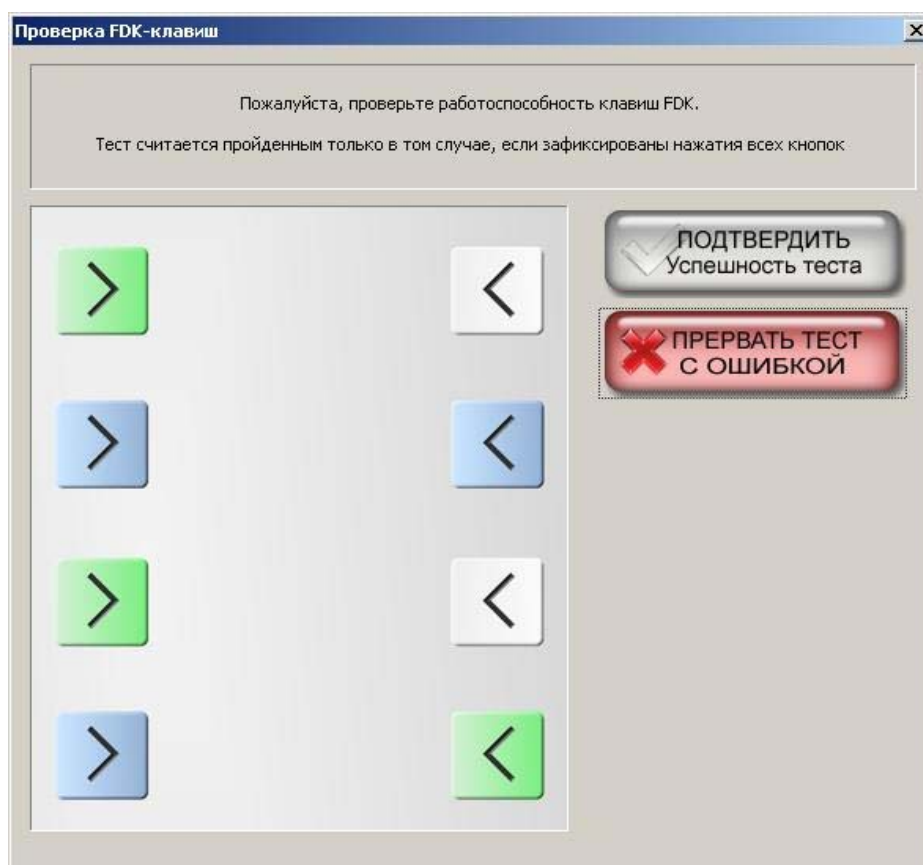 Проверка FDK-клавиш
Пожалуйста, проверьте работоспособность клавиш FDK.
Тест считается пройденным только в том случае, если зафиксированы нажатия всех кнопок
ПОДТВЕРДИТЬ
Успешность теста
ПРЕРВАТЬ ТЕСТ
С ОШИБКОЙ